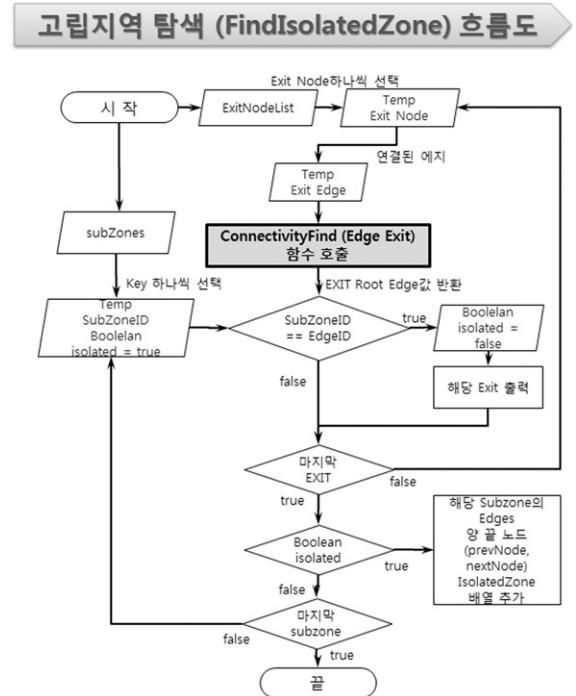 고립지역 탐색 (FindIsolatedZone) 흐름도
Exit Node하나씩 선택
시 작
ExitNodeList
Temp
Exit Node
연결된 에지
Temp
Exit Edge
subZones
ConnectivityFind (Edge Exit)
함수 호출
Key 하나씩 선택
EXIT Root Edge값 반환
Temp
SubZoneID
Boolelan
isolated = true
SubZoneID
== EdgeID
true
Boolelan
isolated =
false
false
해당 Exit 출력
마지막
EXIT
false
true
해당 Subzone의
Edges
양 끝 노드
(prevNode,
nextNode)
IsolatedZone
배열 추가
Boolean
isolated
true
false
마지막
subzone
false
true
끝